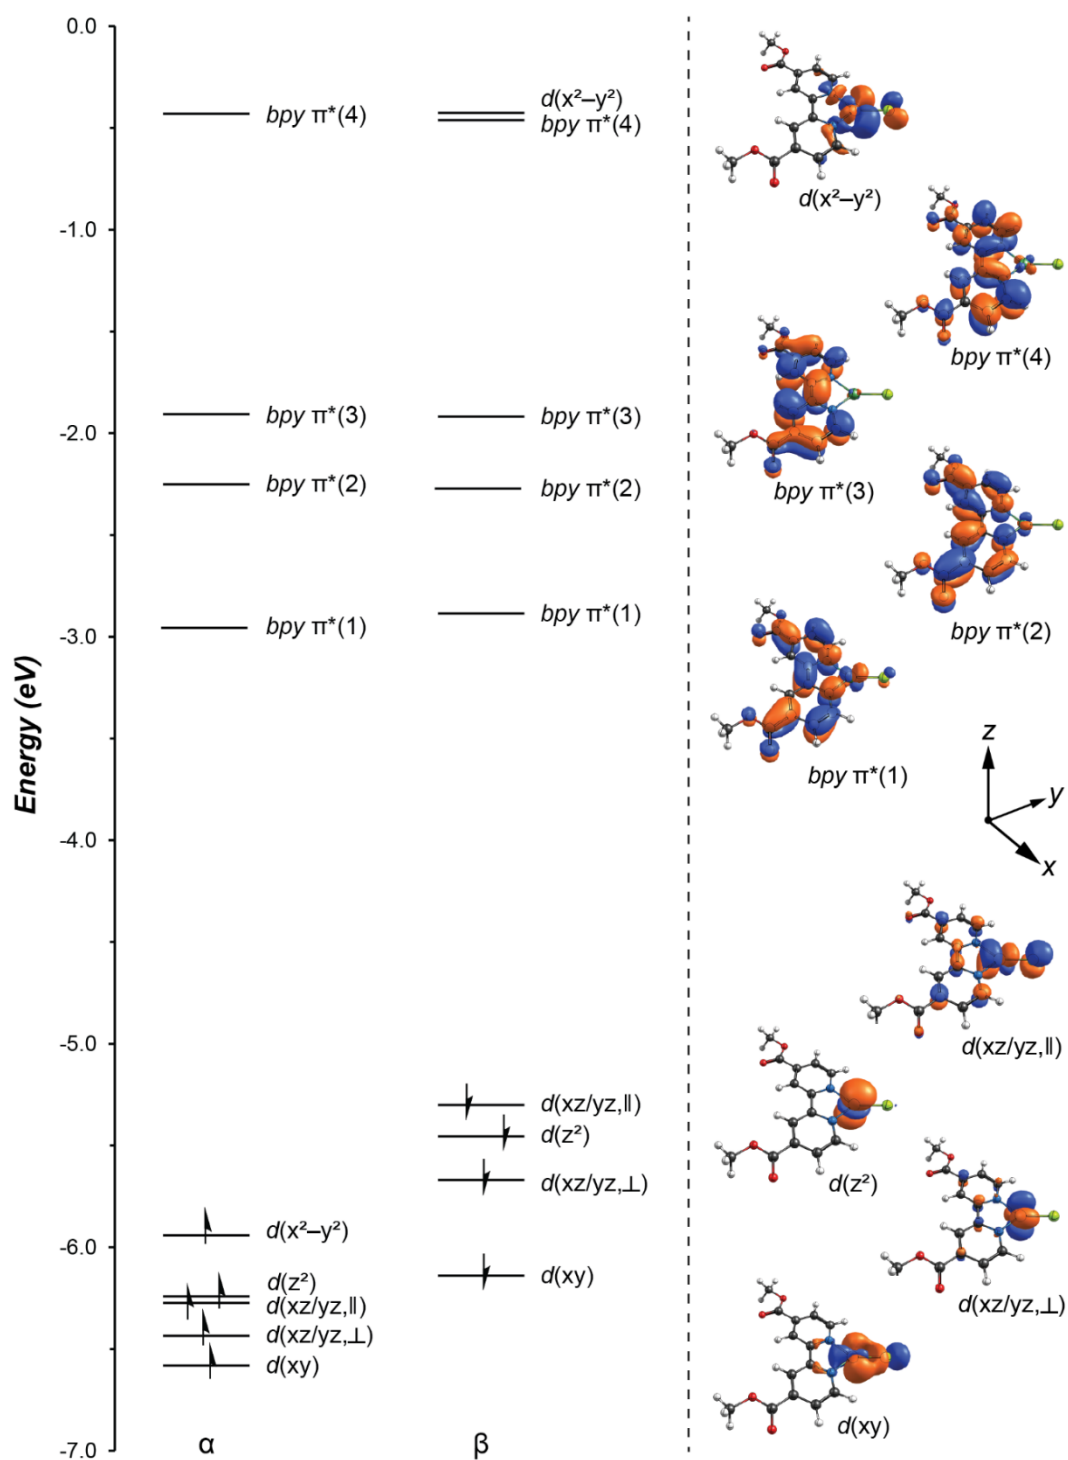 0.0
-1.0
-2.0
-3.0
-4.0
-5.0
-6.0
-7.0
Energy (eV)
bpy π*(4)
bpy π*(3)
bpy π*(2)
bpy π*(1)
d(x²–y²)
d(z²)
d(xz/yz,ǁ)
d(xz/yz,⊥)
d(xy)
α
d(x²–y²)
bpy π*(4)
bpy π*(3)
bpy π*(2)
bpy π*(1)
d(xz/yz,ǁ)
d(z²)
d(xz/yz,⊥)
d(xy)
β
d(x²–y²)
bpy π*(4)
bpy π*(3)
bpy π*(2)
bpy π*(1)
z
y
x
d(xz/yz,ǁ)
d(z²)
d(xz/yz,⊥)
d(xy)